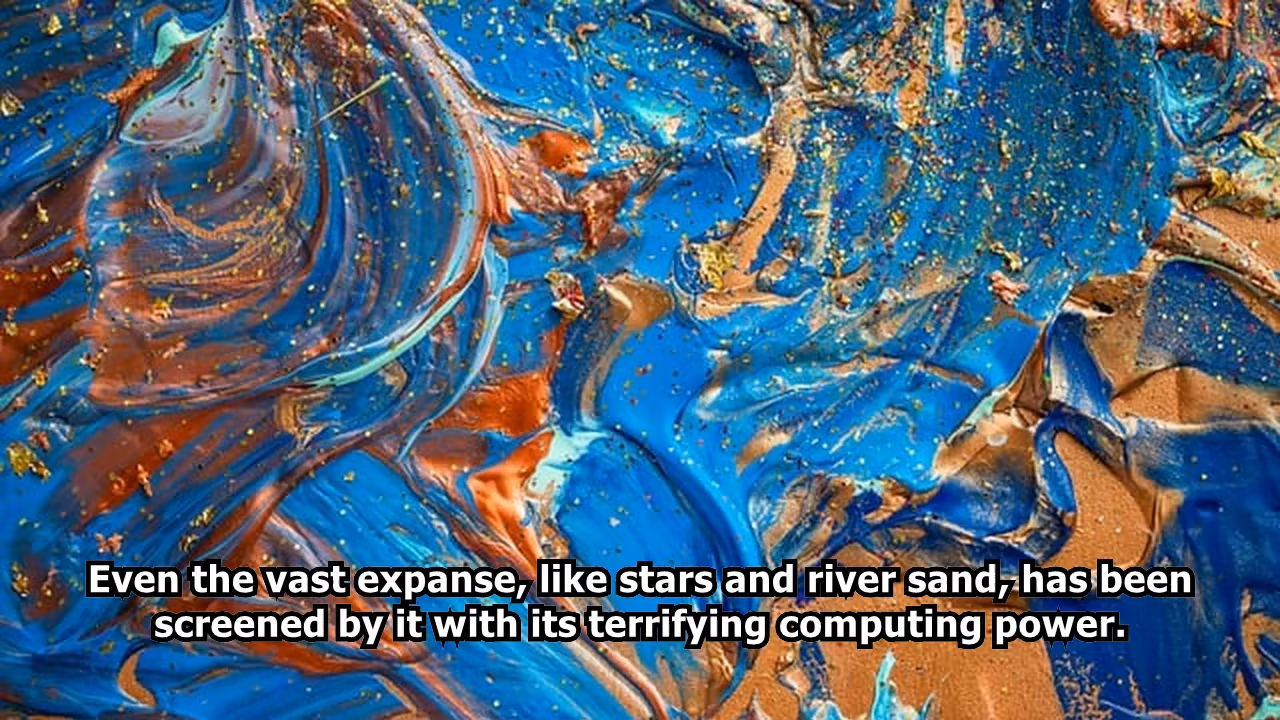 Even the vast expanse, like stars and river sand, has been
screened by it with its terrifying computing power.